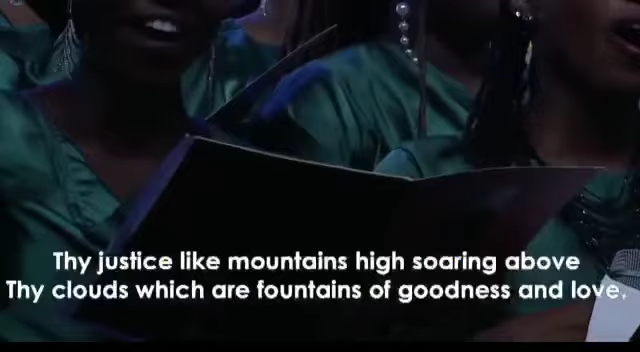 Thy justice like mountains high soaring above
Thy clouds which are fountains of goodness and love.